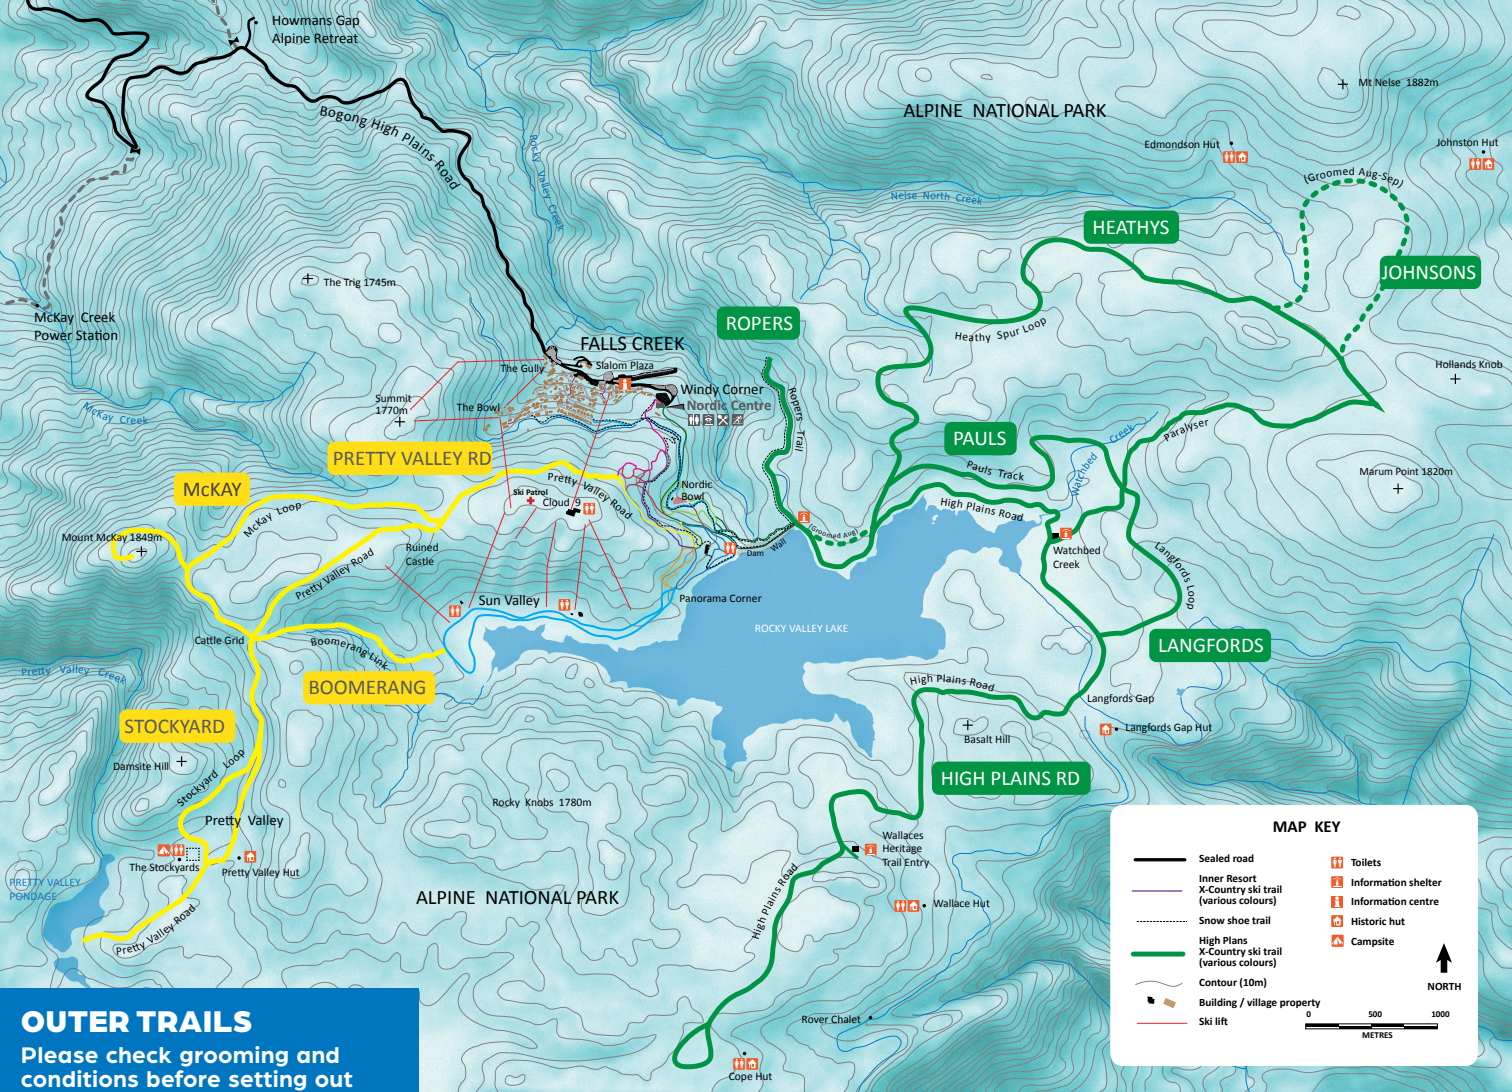 Howmans Gap
Alpine Retreat
Bogong High Plains Road
Rocky Valley Creek
ALPINE NATIONAL PARK
Mt Nelse 1882m
Edmondson Hut
Johnston Hut
(Groomed Aug-Sep)
Nelse North Creek
HEATHYS
JOHNSONS
The Trig 1745m
McKay Creek
Power Station
ROPERS
Heathy Spur Loop
FALLS CREEK
The Gully
Slalom Plaza
Hollands Knob
Summit
1770m
The Bowl
Windy Corner
Nordic Centre
McKay Creek
Ropers Trail
PAULS
Creek
Paralyser
PRETTY VALLEY RD
Pauls Track
Watchbed
Marum Point 1820m
McKAY
Pretty Valley Road
Ski Patrol
Cloud 9
Nordic
Bowl
High Plains Road
McKay Loop
Mount McKay 1849m
Ruined
Castle
(Groomed Aug)
Dam Wall
Watchbed
Creek
Langfords Loop
Pretty Valley Road
Sun Valley
Panorama Corner
ROCKY VALLEY LAKE
Cattle Grid
Boomerang Link
LANGFORDS
Pretty Valley Creek
BOOMERANG
High Plains Road
Langfords Gap
STOCKYARD
Langfords Gap Hut
Basalt Hill
Damsite Hill
Stockyard Loop
HIGH PLAINS RD
Rocky Knobs 1780m
Pretty Valley
Wallaces
Heritage
Trail Entry
The Stockyards
Pretty Valley Hut
PRETTY VALLEY
PONDAGE
ALPINE NATIONAL PARK
Wallace Hut
High Plains Road
Pretty Valley Road
Rover Chalet
Cope Hut
MAP KEY
Sealed road
Inner Resort
X-Country ski trail
(various colours)
Snow shoe trail
High Plans
X-Country ski trail
(various colours)
Contour (10m)
Building / village property
Ski lift
Toilets
Information shelter
Information centre
Historic hut
Campsite
NORTH
0 500 1000
METRES
OUTER TRAILS
Please check grooming and
conditions before setting out